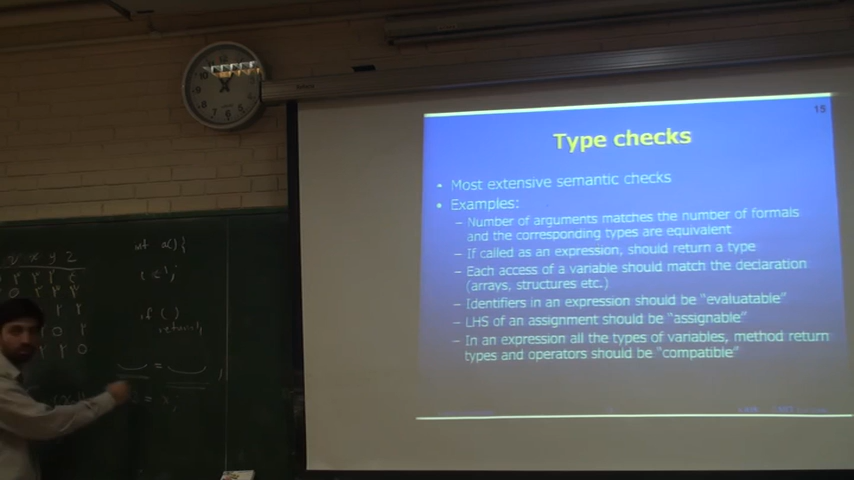 15
Type checks
• Most extensive semantic checks
• Examples:
– Number of arguments matches the number of formals
and the corresponding types are equivalent
– If called as an expression, should return a type
– Each access of a variable should match the declaration
(arrays, structures etc.)
– Identifiers in an expression should be "evaluatable"
– LHS of an assignment should be "assignable"
– In an expression all the types of variables, method return
types and operators should be "compatible"
int a(){
if ( )
return;